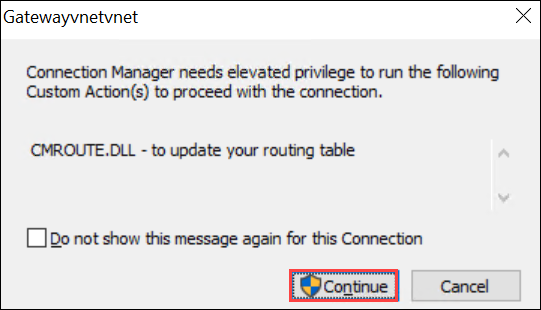 Gatewayvnetvnet
Connection Manager needs elevated privilege to run the following
Custom Action(s) to proceed with the connection.
CMROUTE.DLL - to update your routing table
Do not show this message again for this Connection
Continue
Cancel